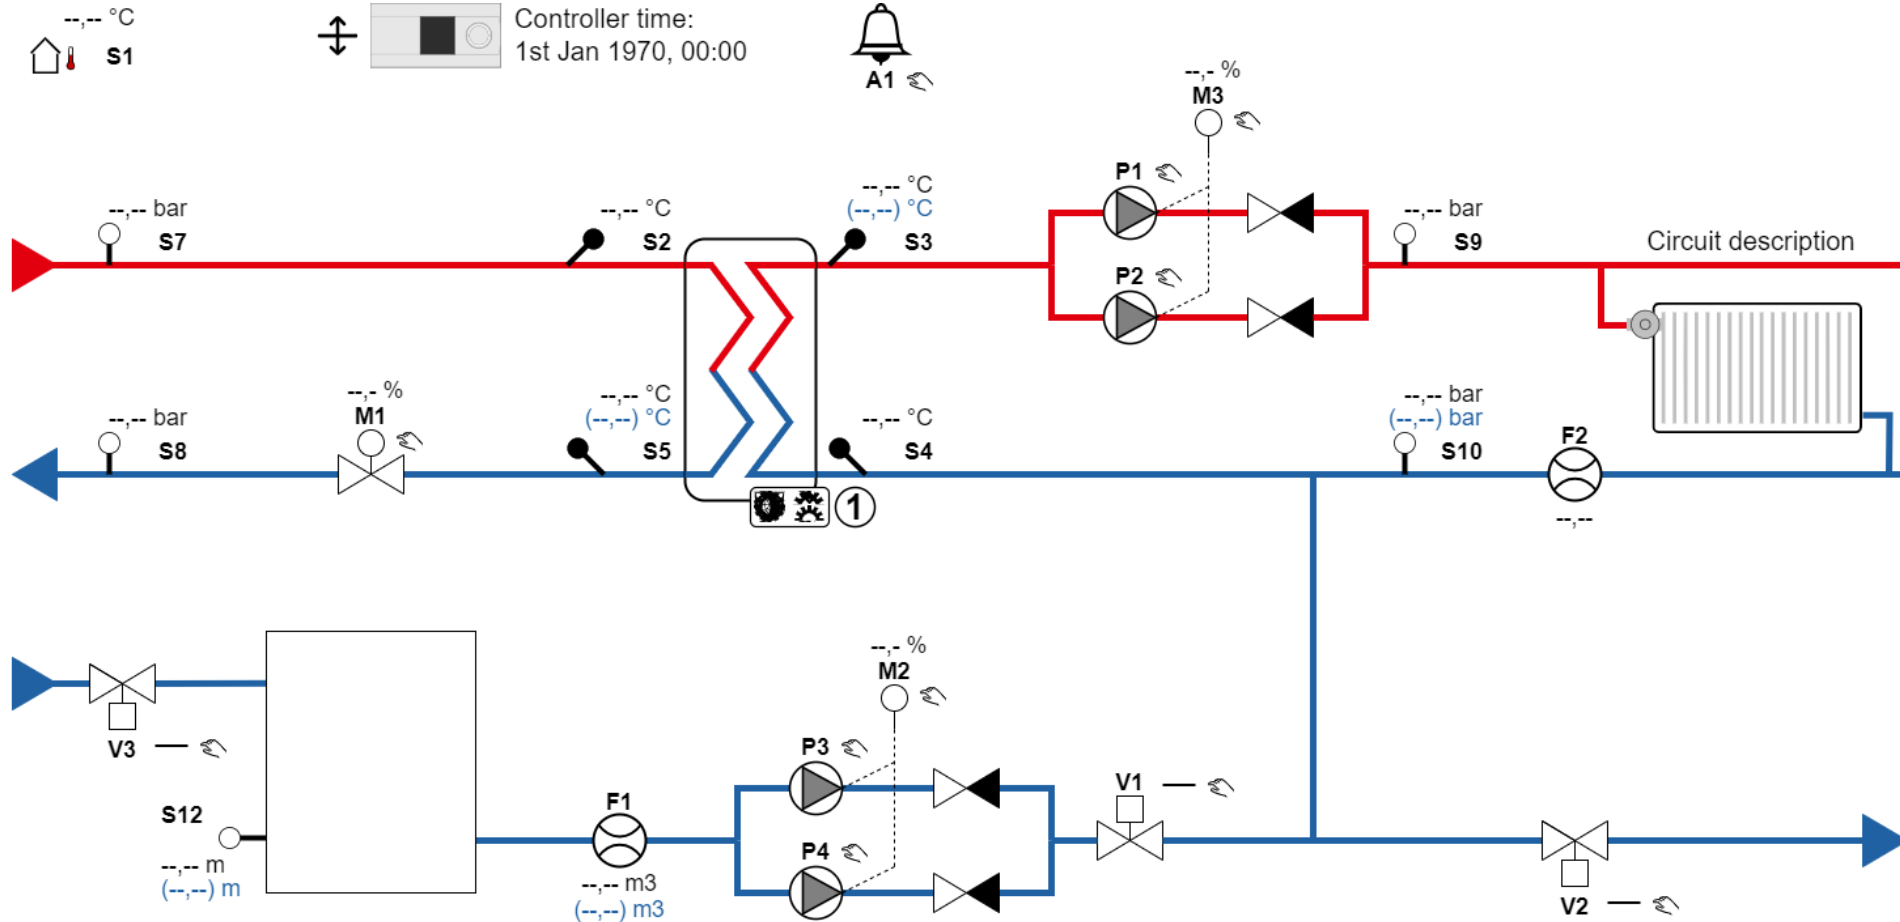 --,-- °C
S1
Controller time:
1st Jan 1970, 00:00
A1
--,- %
M3
P1
--,-- bar
S7
--,-- °C
S2
--,-- °C
(--,--) °C
S3
P2
--,-- bar
S9
Circuit description
--,-- bar
S8
--,- %
M1
--,-- °C
(--,--) °C
S5
--,-- °C
S4
--,-- bar
(--,--) bar
S10
F2
--,--
1
V3
--,- %
M2
P3
S12
--,-- m
(--,--) m
F1
--,-- m3
(--,--) m3
P4
V1
V2